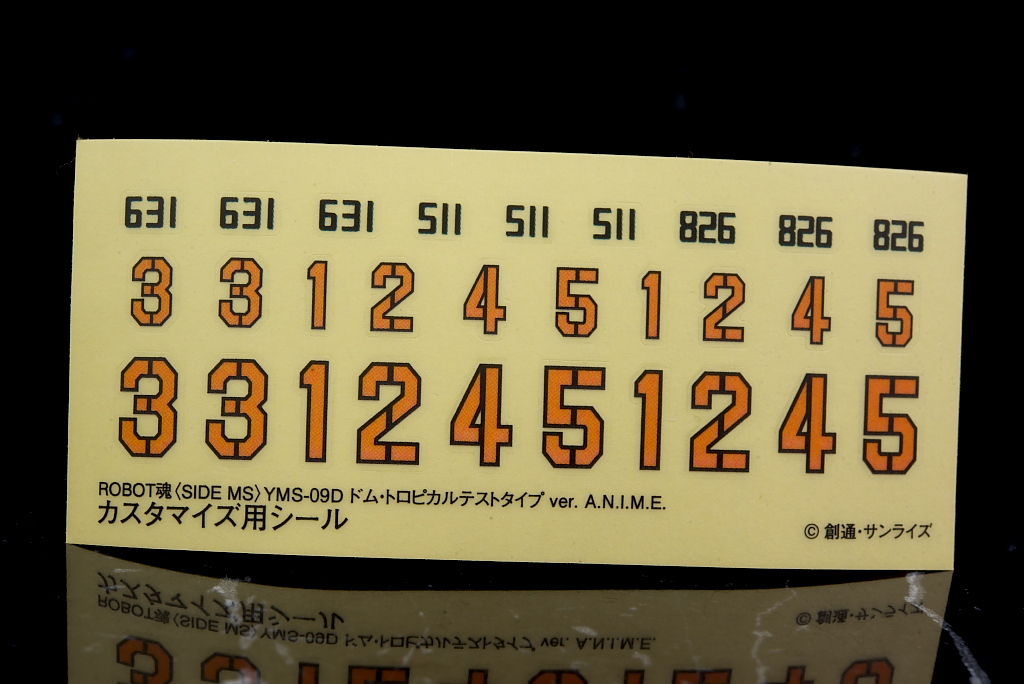 631 631 631 511 511 511 826 826 826
3 3 1 2 4 5 1 2 4 5
3 3 1 2 4 5 1 2 4 5
ROBOT魂〈SIDE MS〉YMS-09D ドム・トロピカルテストタイプ ver. A.N.I.M.E.
カスタマイズ用シール
© 創通・サンライズ